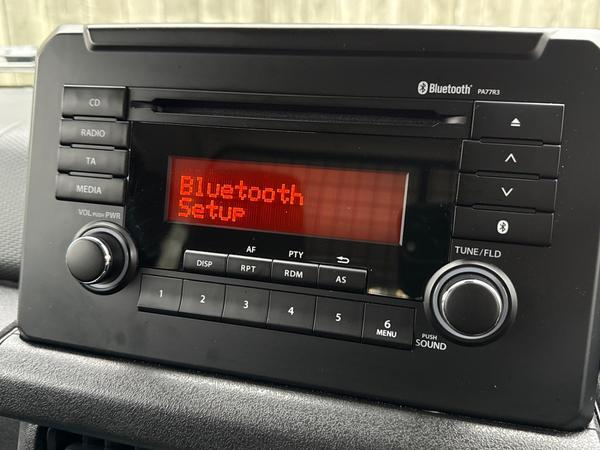 Bluetooth PA77R3
CD
RADIO
TA
MEDIA
VOL PUSH PWR
Bluetooth
Setup
AF PTY
DISP RPT RDM AS
1 2 3 4 5 6
MENU
TUNE/FLD
PUSH
SOUND